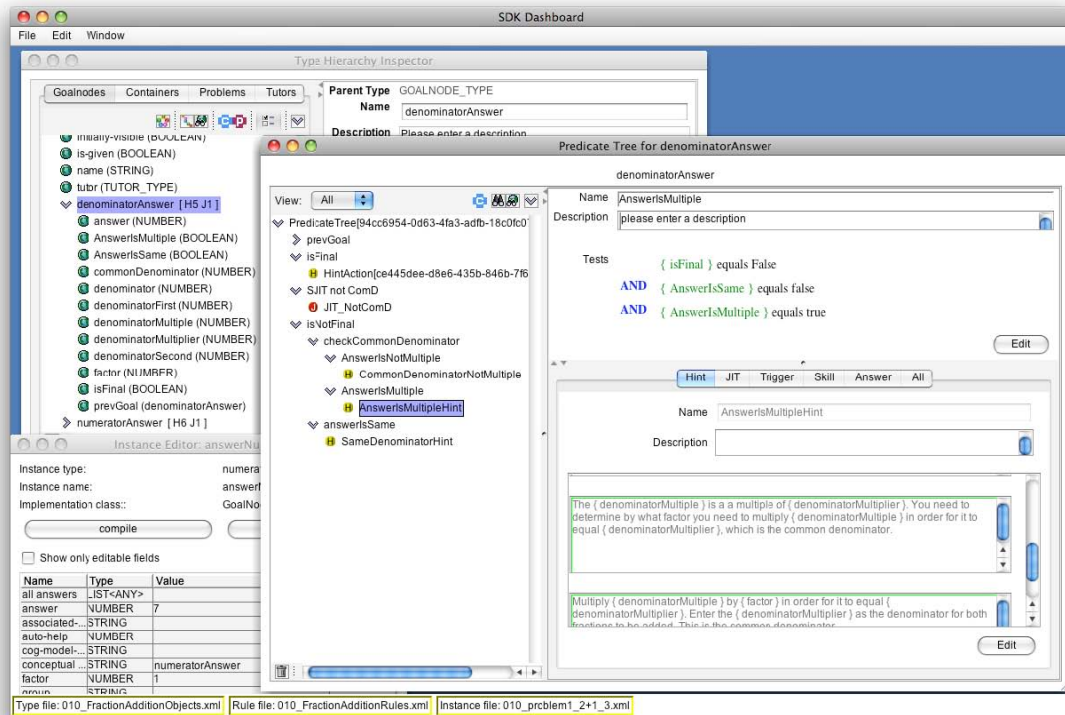 SDK Dashboard
File Edit Window
Type Hierarchy Inspector
Goalnodes Containers Problems Tutors
Parent Type GOALNODE_TYPE
Name denominatorAnswer
Description Please enter a description
initially-visible (BOOLEAN)
is-given (BOOLEAN)
name (STRING)
tutor (TUTOR_TYPE)
denominatorAnswer [ H5 J1 ]
answer (NUMBER)
AnswerIsMultiple (BOOLEAN)
AnswerIsSame (BOOLEAN)
commonDenominator (NUMBER)
denominator (NUMBER)
denominatorFirst (NUMBER)
denominatorMultiple (NUMBER)
denominatorMultiplier (NUMBER)
denominatorSecond (NUMBER)
factor (NUMBER)
isFinal (BOOLEAN)
prevGoal (denominatorAnswer)
numeratorAnswer [ H6 J1 ]
Predicate Tree for denominatorAnswer
denominatorAnswer
View: All
PredicateTree[94cc6954-0d63-4fa3-adfb-18c0fc0
prevGoal
isFinal
HintAction[ce445dee-d8e6-435b-846b-7f6
SJIT not ComD
JIT_NotComD
isNotFinal
checkCommonDenominator
AnswerIsNotMultiple
CommonDenominatorNotMultiple
AnswerIsMultiple
AnswerIsMultipleHint
answerIsSame
SameDenominatorHint
Name AnswerIsMultiple
Description please enter a description
Tests { isFinal } equals False
AND { AnswerIsSame } equals false
AND { AnswerIsMultiple } equals true
Edit
Hint JIT Trigger Skill Answer All
Name AnswerIsMultipleHint
Description
The { denominatorMultiple } is a a multiple of { denominatorMultiplier }. You need to
determine by what factor you need to multiply { denominatorMultiple } in order for it to
equal { denominatorMultiplier }, which is the common denominator.
Multiply { denominatorMultiple } by { factor } in order for it to equal {
denominatorMultiplier }. Enter the { denominatorMultiplier } as the denominator for both
fractions to be added. This is the common denominator.
Edit
Instance Editor: answerNu
Instance type: numera
Instance name:
Implementation class:: GoalNo
compile
Show only editable fields
Name Type Value
all answers LIST<ANY>
answer NUMBER 7
associated-... STRING
auto-help NUMBER
cog-model-... STRING
conceptual ... STRING numeratorAnswer
factor NUMBER 1
group STRING
Type file: 010_FractionAdditionObjects.xml Rule file: 010_FractionAdditionRules.xml Instance file: 010_problem1_2+1_3.xml